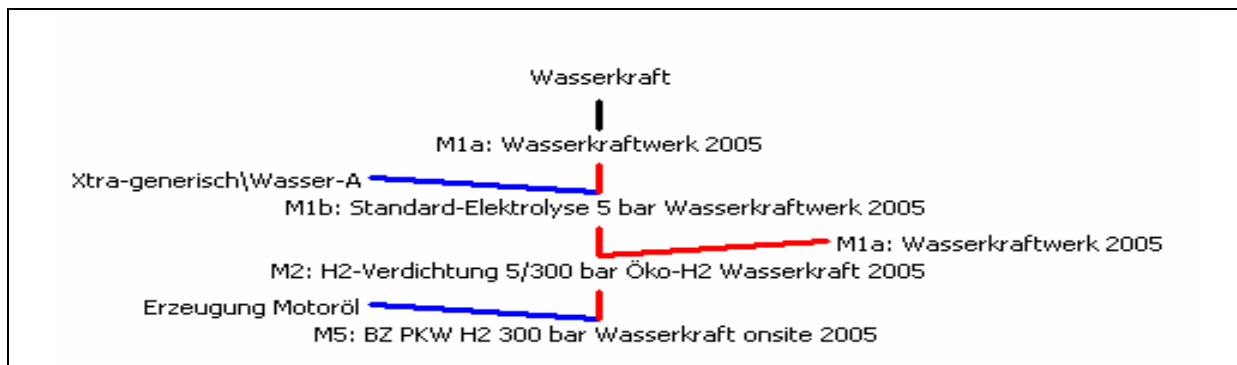 Wasserkraft
M1a: Wasserkraftwerk 2005
Xtra-generisch\Wasser-A
M1b: Standard-Elektrolyse 5 bar Wasserkraftwerk 2005
M1a: Wasserkraftwerk 2005
M2: H2-Verdichtung 5/300 bar Öko-H2 Wasserkraft 2005
Erzeugung Motoröl
M5: BZ PKW H2 300 bar Wasserkraft onsite 2005